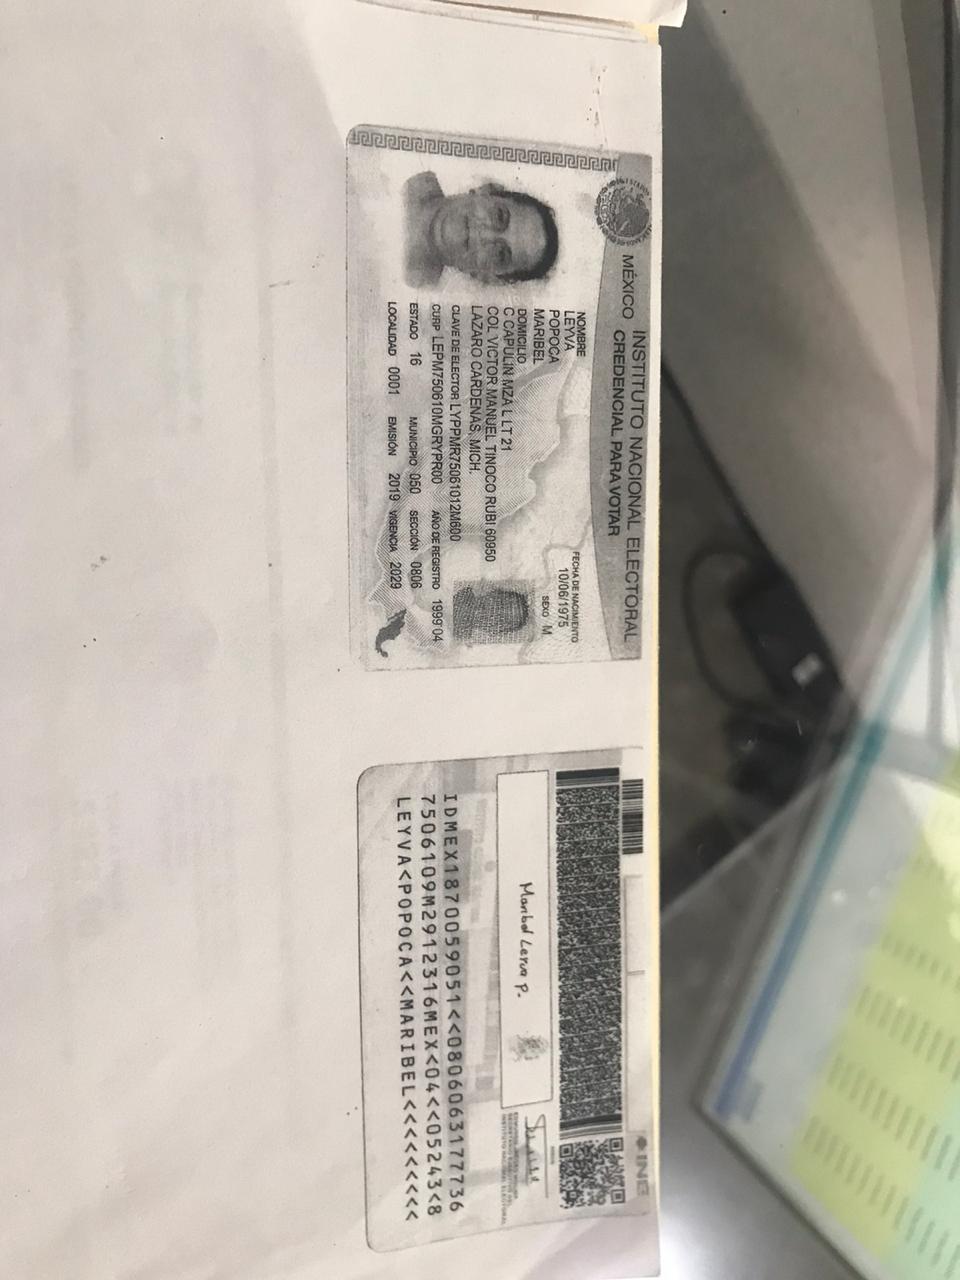 MÉXICO
INSTITUTO NACIONAL ELECTORAL
CREDENCIAL PARA VOTAR
NOMBRE
LEYVA
POPOCA
MARIBEL
FECHA DE NACIMIENTO
10/06/1975
SEXO M
DOMICILIO
C CAPULIN MZA L LT 21
COL VICTOR MANUEL TINOCO RUBI 60950
LAZARO CARDENAS, MICH.
CLAVE DE ELECTOR LYPPMR75061012M600
CURP LEPM750610MGRYPR00 AÑO DE REGISTRO 1999 04
ESTADO 16 MUNICIPIO 050 SECCIÓN 0806
LOCALIDAD 0001 EMISIÓN 2019 VIGENCIA 2029
INE
Maribel Leyva P.
IDMEX1870059051<<0806063177736
7506109M2912316MEX<04<<05243<8
LEYVA<POPOCA<<MARIBEL<<<<<<<<<